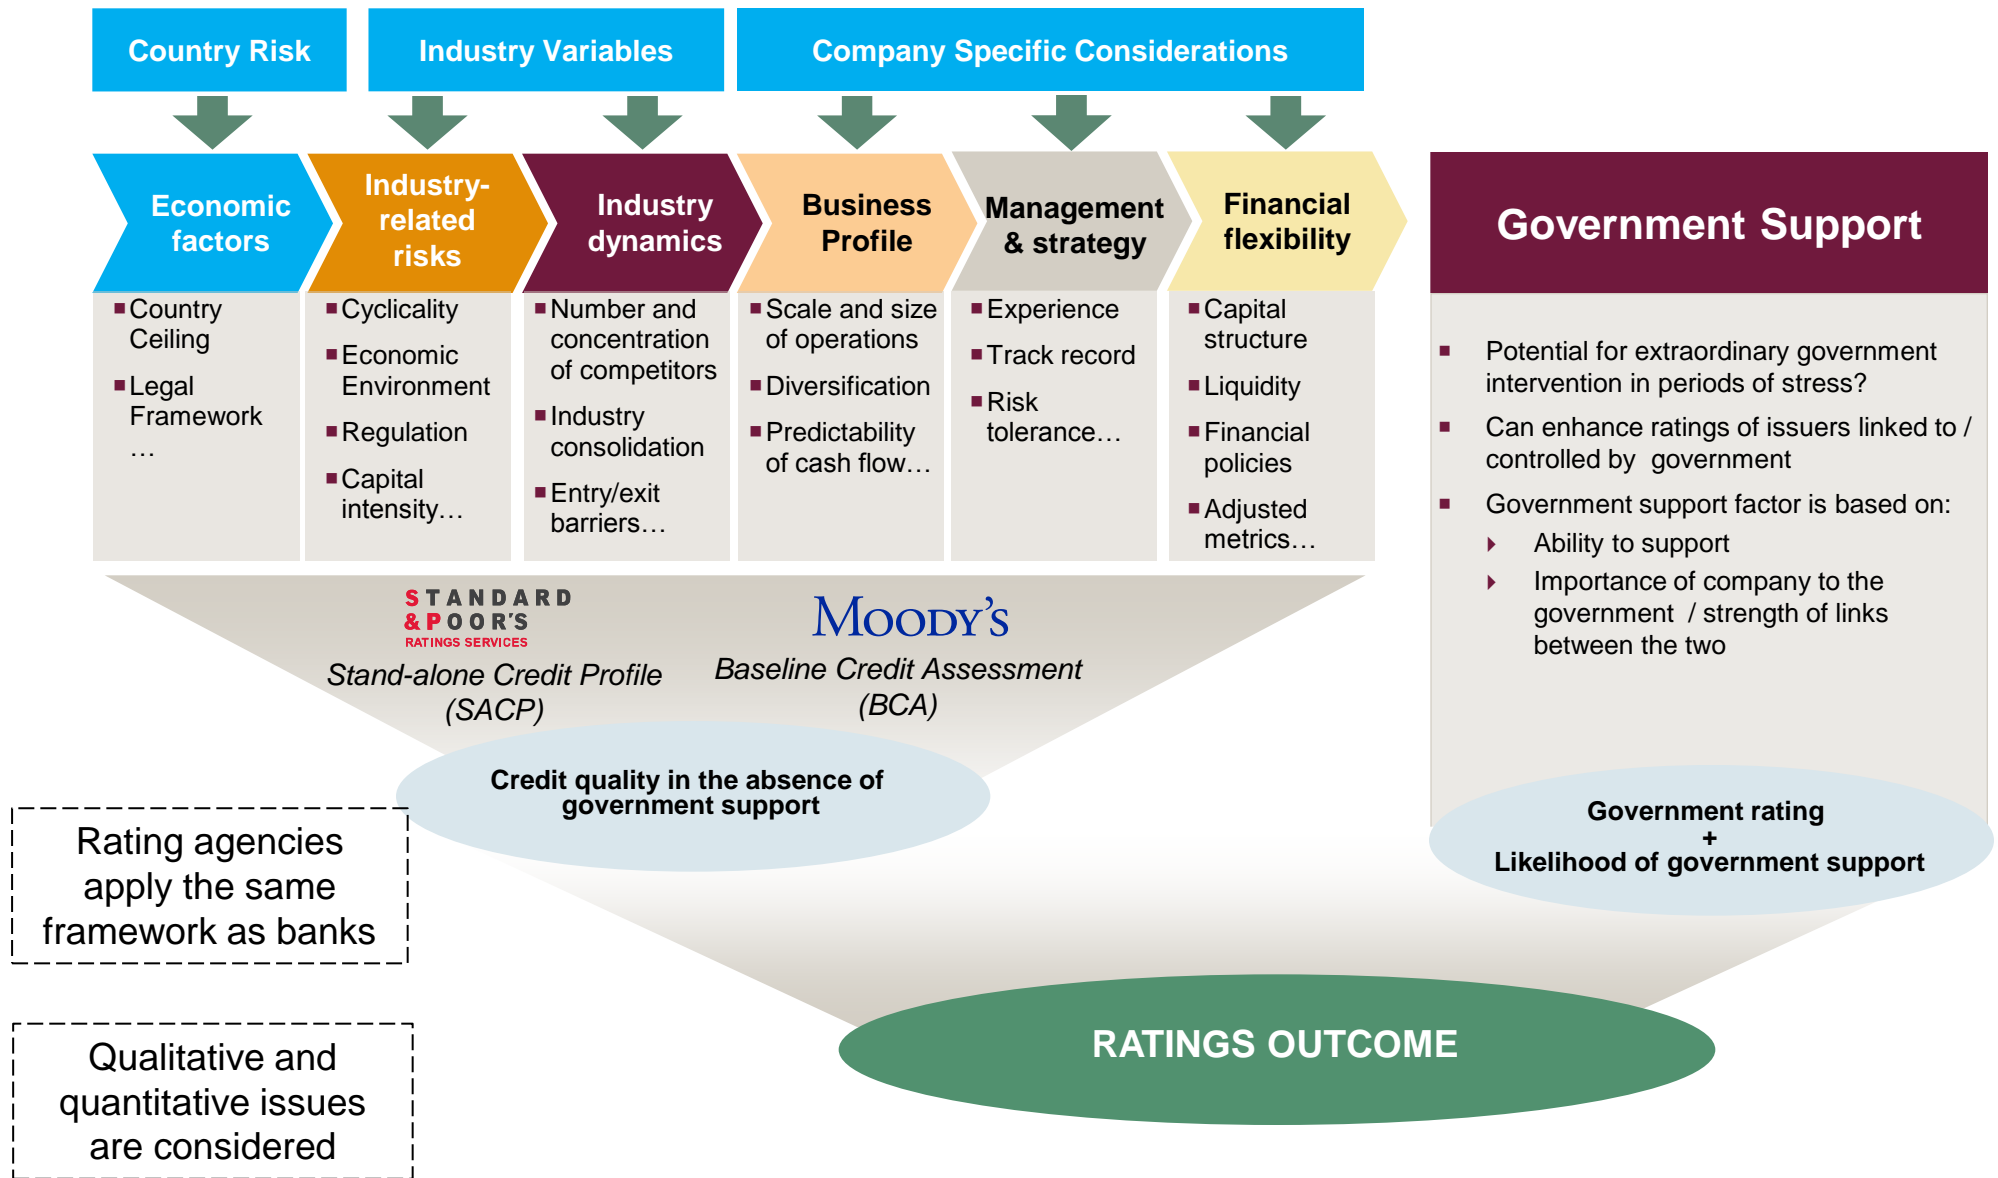 Country Risk
Industry Variables
Company Specific Considerations
Economic
factors
Industry-
related
risks
Industry
dynamics
Business
Profile
Management
& strategy
Financial
flexibility
Government Support
▪Country
Ceiling
▪Legal
Framework
…
▪Cyclicality
▪Economic
Environment
▪Regulation
▪Capital
intensity…
▪Number and
concentration
of competitors
▪Industry
consolidation
▪Entry/exit
barriers…
▪Scale and size
of operations
▪Diversification
▪Predictability
of cash flow…
▪Experience
▪Track record
▪Risk
tolerance…
▪Capital
structure
▪Liquidity
▪Financial
policies
▪Adjusted
metrics…
▪ Potential for extraordinary government
intervention in periods of stress?
▪ Can enhance ratings of issuers linked to /
controlled by government
▪ Government support factor is based on:
Ability to support
Importance of company to the
government / strength of links
between the two
STANDARD
&POOR'S
RATINGS SERVICES
Stand-alone Credit Profile
(SACP)
MOODY'S
Baseline Credit Assessment
(BCA)
Credit quality in the absence of
government support
Government rating
+
Likelihood of government support
Rating agencies
apply the same
framework as banks
RATINGS OUTCOME
Qualitative and
quantitative issues
are considered